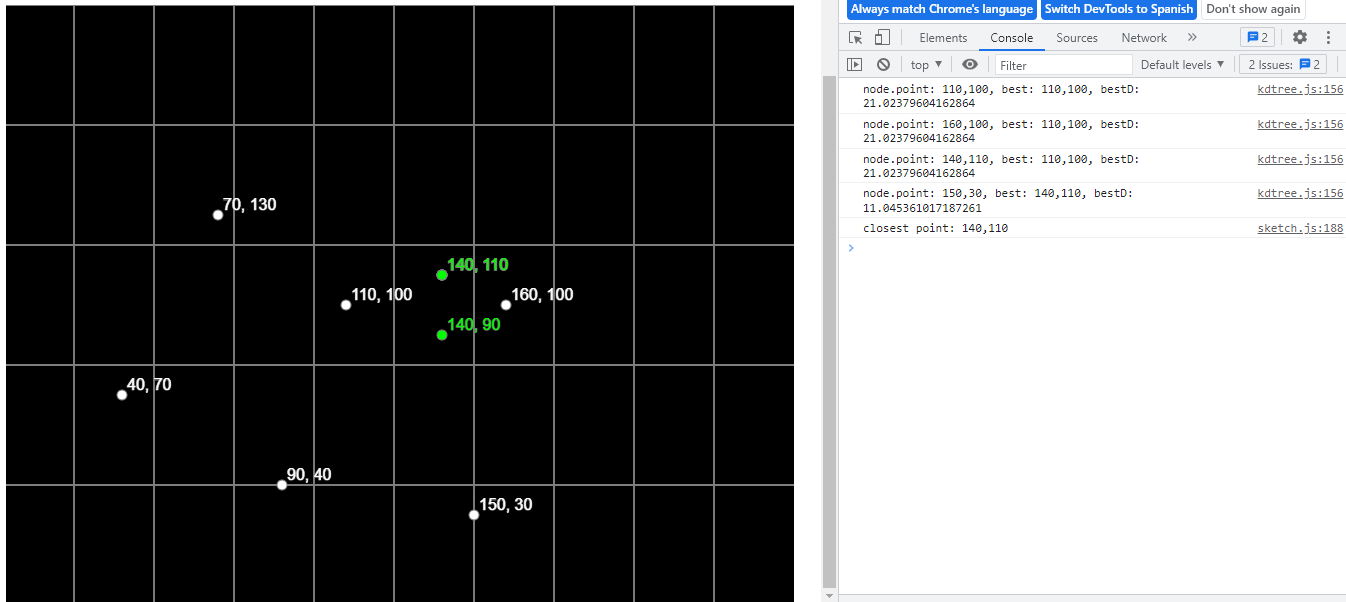 70, 130
140, 110
110, 100
160, 100
140, 90
40, 70
90, 40
150, 30
Always match Chrome's language
Switch DevTools to Spanish
Don't show again
Elements
Console
Sources
Network
»
2
top ▼
Filter
Default levels ▼
2 Issues: 2
node.point: 110,100, best: 110,100, bestD: kdtree.js:156
21.02379604162864
node.point: 160,100, best: 110,100, bestD: kdtree.js:156
21.02379604162864
node.point: 140,110, best: 110,100, bestD: kdtree.js:156
21.02379604162864
node.point: 150,30, best: 140,110, bestD: kdtree.js:156
11.045361017187261
closest point: 140,110 sketch.js:188